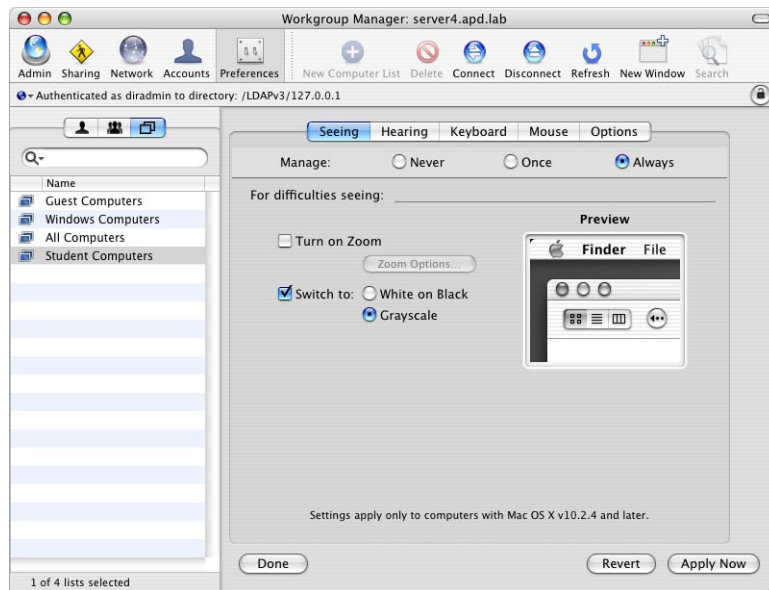 Workgroup Manager: server4.apd.lab
Admin Sharing Network Accounts Preferences New Computer List Delete Connect Disconnect Refresh New Window Search
Authenticated as diradmin to directory: /LDAPv3/127.0.0.1
Seeing Hearing Keyboard Mouse Options
Manage: Never Once Always
Name
Guest Computers
Windows Computers
All Computers
Student Computers
For difficulties seeing:
Turn on Zoom
Zoom Options...
Switch to: White on Black
Grayscale
Preview
Finder File
Settings apply only to computers with Mac OS X v10.2.4 and later.
Done Revert Apply Now
1 of 4 lists selected